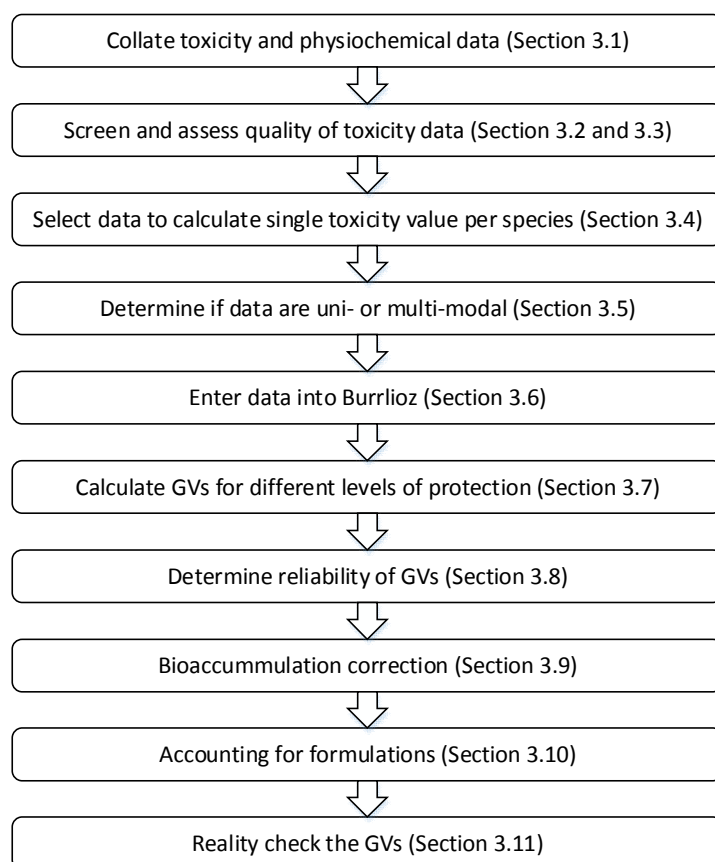 Collate toxicity and physiochemical data (Section 3.1)
Screen and assess quality of toxicity data (Section 3.2 and 3.3)
Select data to calculate single toxicity value per species (Section 3.4)
Determine if data are uni- or multi-modal (Section 3.5)
Enter data into Burrlioz (Section 3.6)
Calculate GVs for different levels of protection (Section 3.7)
Determine reliability of GVs (Section 3.8)
Bioaccummulation correction (Section 3.9)
Accounting for formulations (Section 3.10)
Reality check the GVs (Section 3.11)